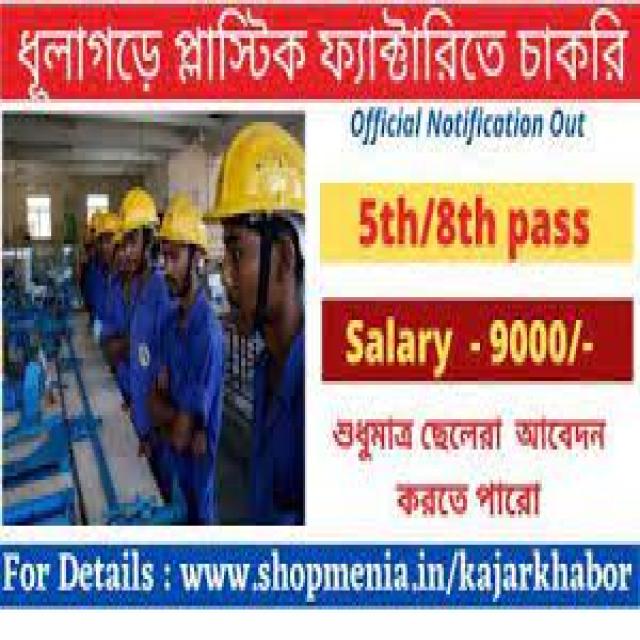 ধূলাগড়ে প্লাস্টিক ফ্যাক্টারিতে চাকরি
Official Notification Out
5th/8th pass
Salary - 9000/-
শুধুমাত্র ছেলেরা আবেদন
করতে পারো
For Details : www.shopmenia.in/kajarkhabor